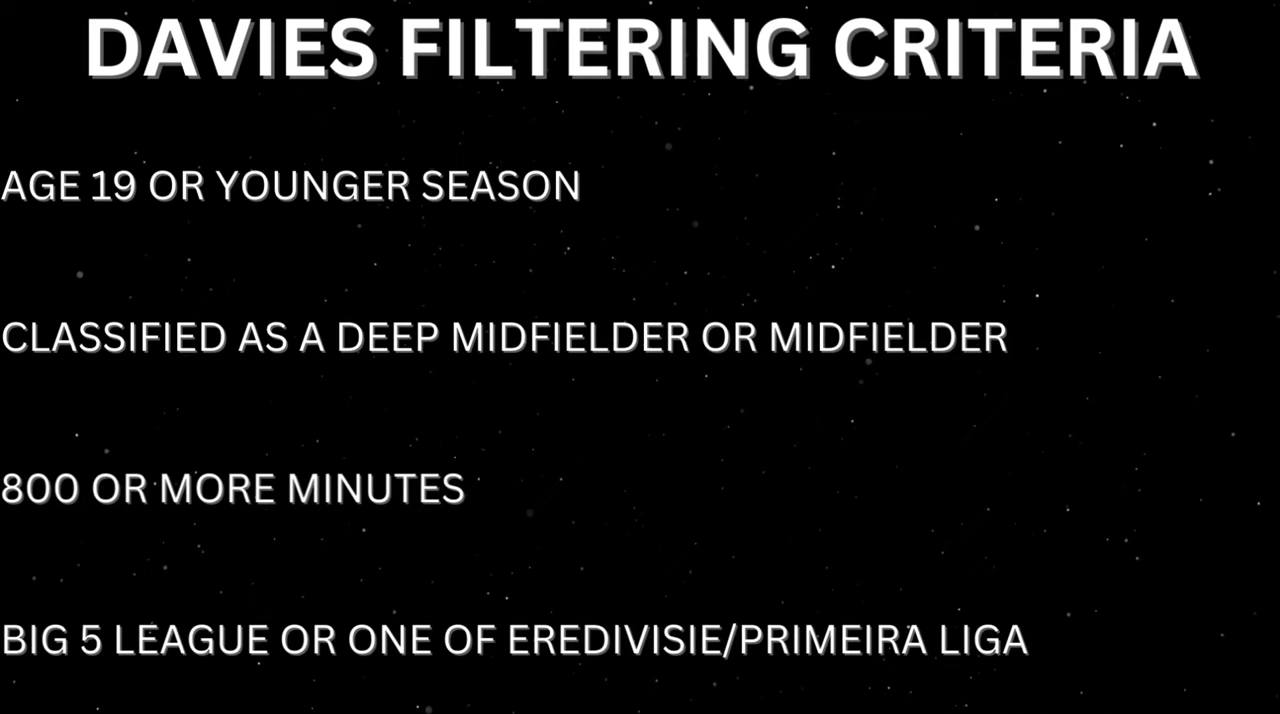 DAVIES FILTERING CRITERIA
AGE 19 OR YOUNGER SEASON
CLASSIFIED AS A DEEP MIDFIELDER OR MIDFIELDER
800 OR MORE MINUTES
BIG 5 LEAGUE OR ONE OF EREDIVISIE/PRIMEIRA LIGA